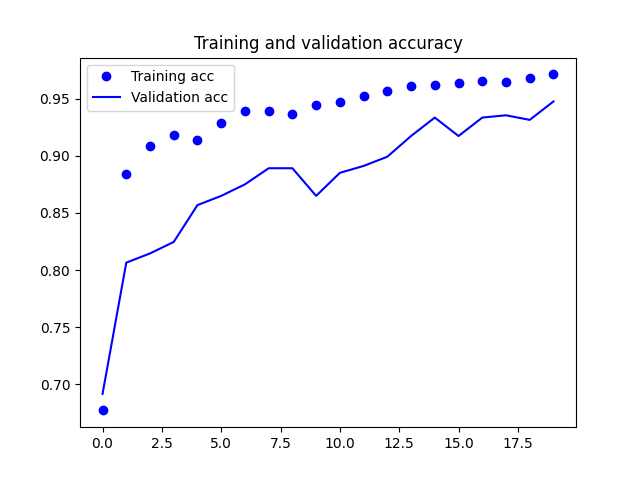 Training and validation accuracy
Training acc
Validation acc
0.95
0.90
0.85
0.80
0.75
0.70
0.0 2.5 5.0 7.5 10.0 12.5 15.0 17.5